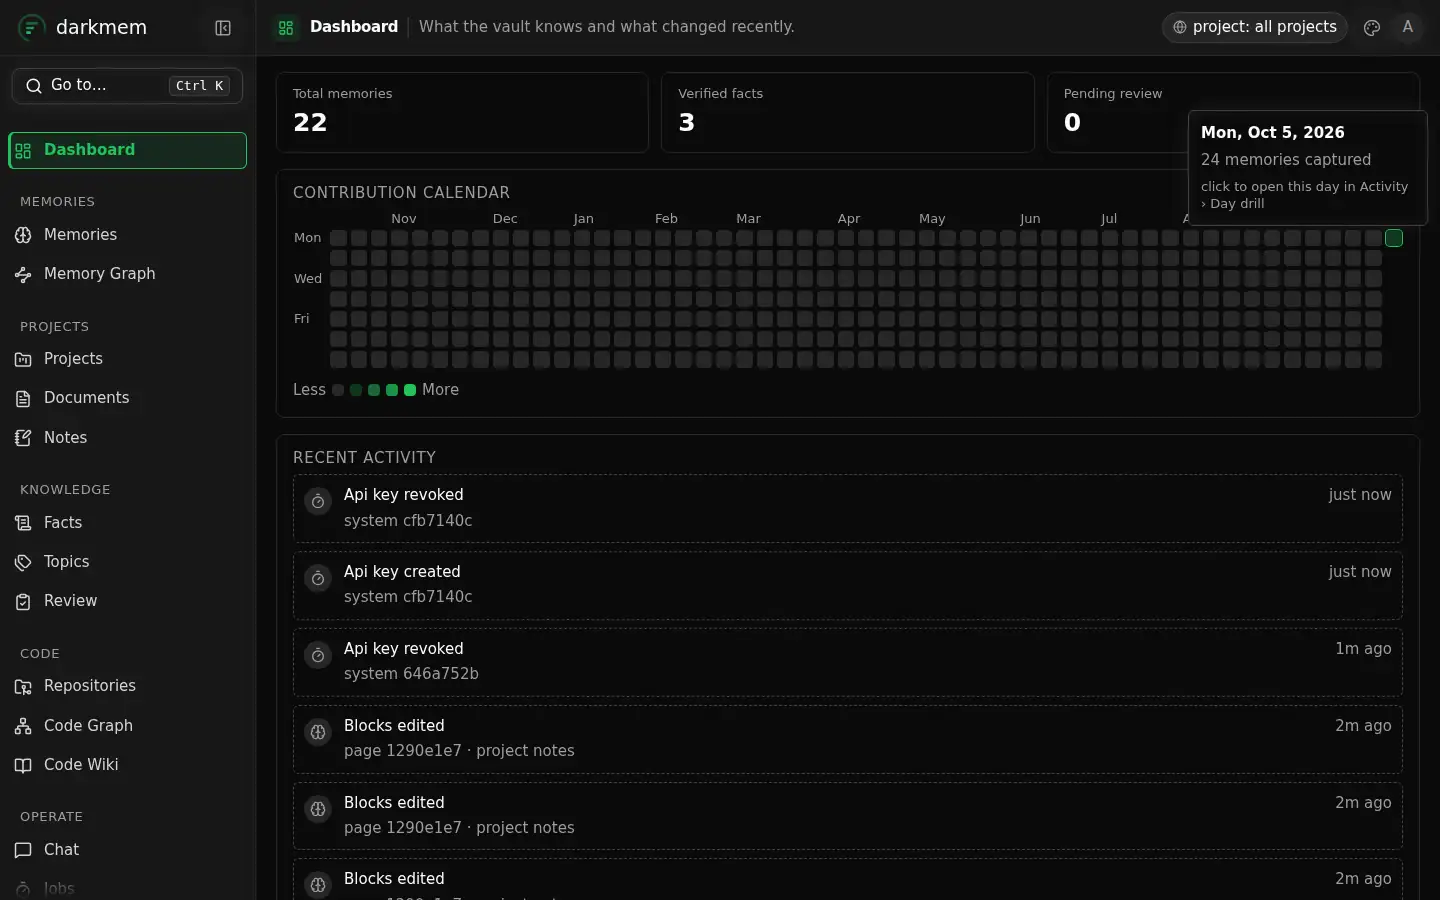 darkmem
Go to...
Ctrl K
Dashboard
MEMORIES
Memories
Memory Graph
PROJECTS
Projects
Documents
Notes
KNOWLEDGE
Facts
Topics
Review
CODE
Repositories
Code Graph
Code Wiki
OPERATE
Chat
Jobs
Dashboard
What the vault knows and what changed recently.
project: all projects
A
Total memories
22
Verified facts
3
Pending review
0
Mon, Oct 5, 2026
24 memories captured
click to open this day in Activity
› Day drill
CONTRIBUTION CALENDAR
Nov Dec Jan Feb Mar Apr May Jun Jul
Mon
Wed
Fri
Less More
RECENT ACTIVITY
Api key revoked just now
system cfb7140c
Api key created just now
system cfb7140c
Api key revoked 1m ago
system 646a752b
Blocks edited 2m ago
page 1290e1e7 · project notes
Blocks edited 2m ago
page 1290e1e7 · project notes
Blocks edited 2m ago